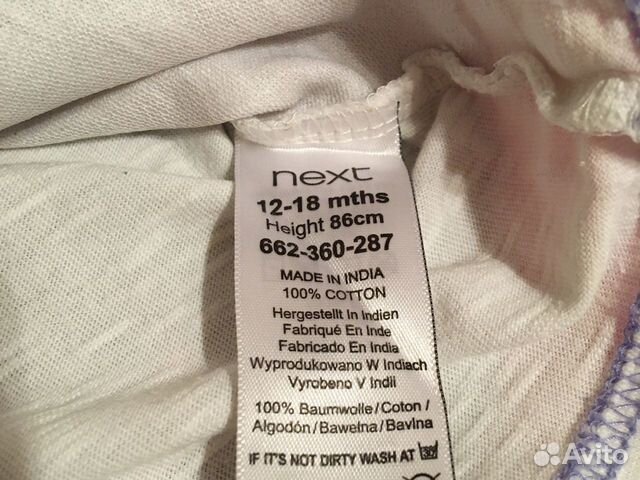 next
12-18 mths
Height 86cm
662-360-287
MADE IN INDIA
100% COTTON
Hergestellt In Indien
Fabriqué En Inde
Fabricado En India
Wyprodukowano W Indiach
Vyrobeno V Indii
100% Baumwolle/Coton/
Algodón/Bawełna/Bavlna
IF IT'S NOT DIRTY WASH AT 30
Avito